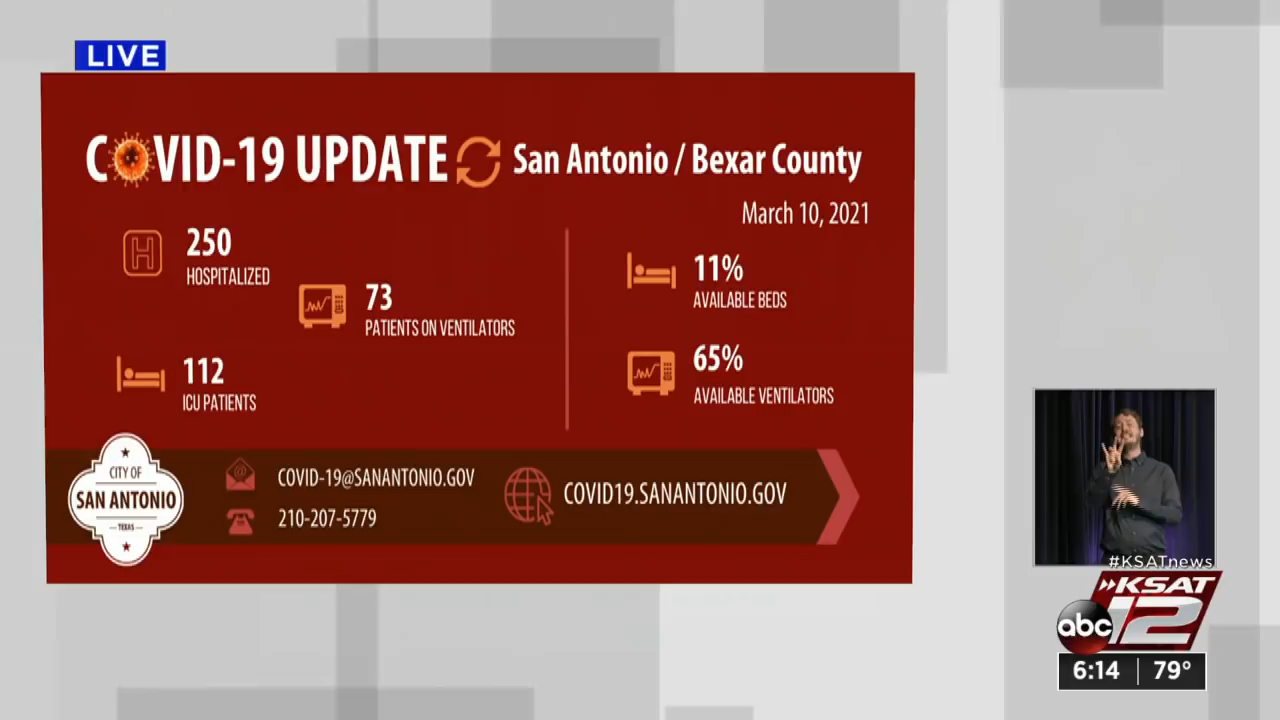 LIVE
COVID-19 UPDATE San Antonio / Bexar County
March 10, 2021
250
HOSPITALIZED
73
PATIENTS ON VENTILATORS
112
ICU PATIENTS
11%
AVAILABLE BEDS
65%
AVAILABLE VENTILATORS
CITY OF
SAN ANTONIO
TEXAS
COVID-19@SANANTONIO.GOV
210-207-5779
COVID19.SANANTONIO.GOV
#KSATnews
KSAT
abc 12
6:14 79°